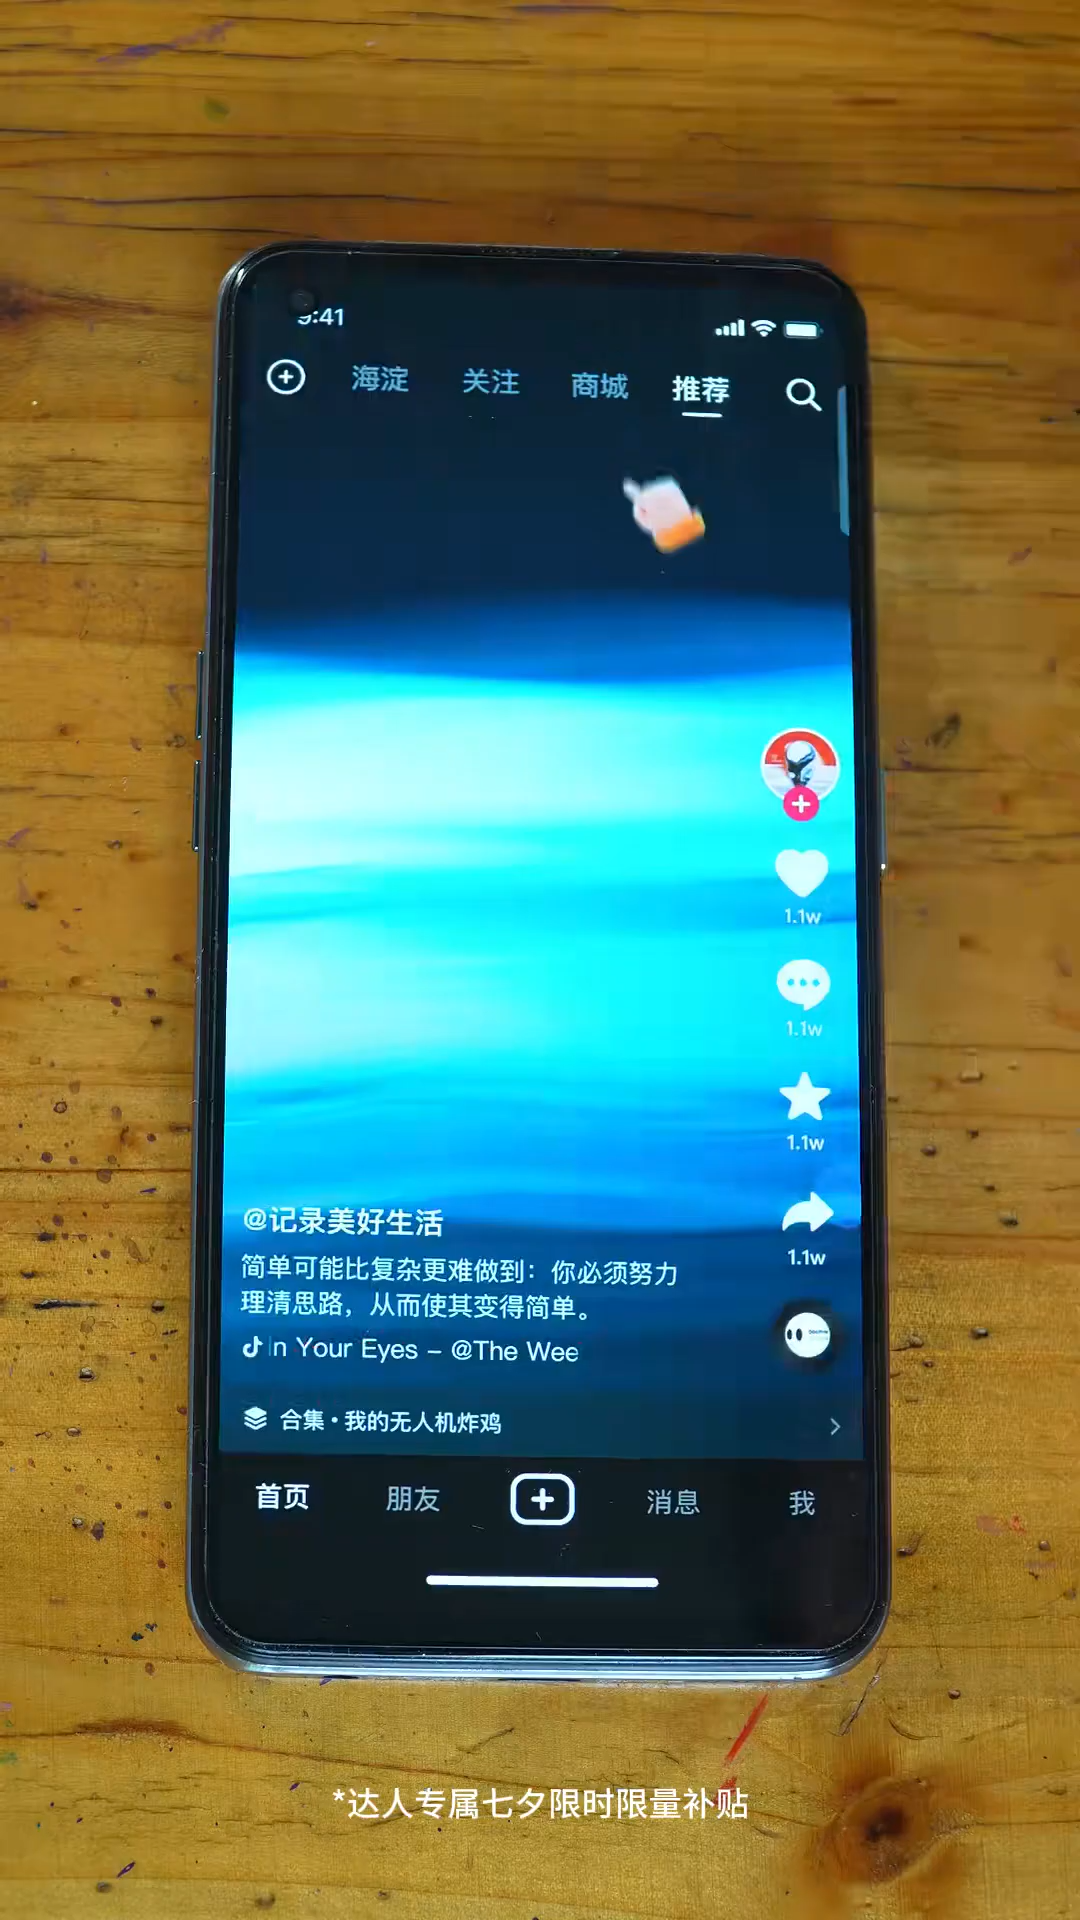 9:41
海淀
关注
商城
推荐
1.1w
1.1w
1.1w
1.1w
@记录美好生活
简单可能比复杂更难做到：你必须努力
理清思路，从而使其变得简单。
In Your Eyes – @The Wee
合集·我的无人机炸鸡
首页
朋友
消息
我
*达人专属七夕限时限量补贴